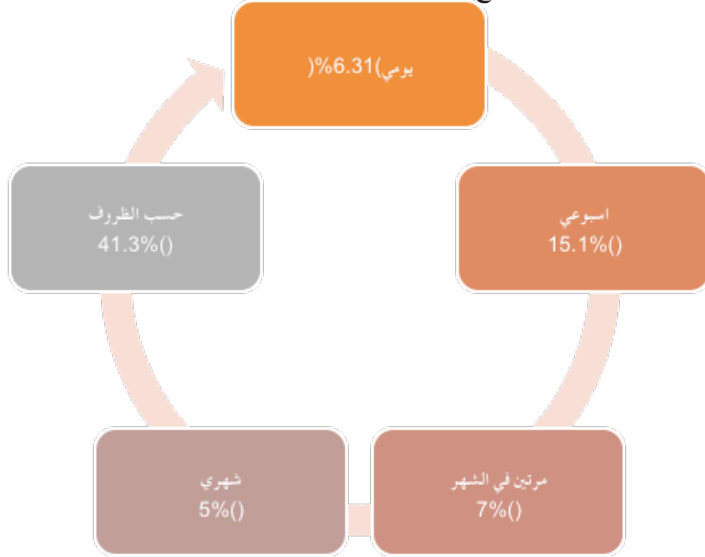 يومي)6.31%(
اسبوعي
15.1%()
مرتين في الشهر
7%()
شهري
5%()
حسب الظروف
41.3%()